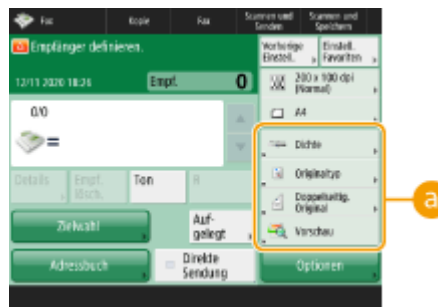 Fax
Kopie
Fax
Scannen und
Senden
Scannen und
Speichern
Empfänger definieren.
Vorherige
Einstell.
Einstell.
Favoriten
12/11 2020 18:26
Empf.
0
200 x 100 dpi
(Normal)
0/0
A4
=
Dichte
Originaltyp
Details
Empf.
lösch.
Ton
R
Doppelseitig.
Original
a
Zielwahl
Auf-
gelegt
Vorschau
Adressbuch
Direkte
Sendung
Optionen